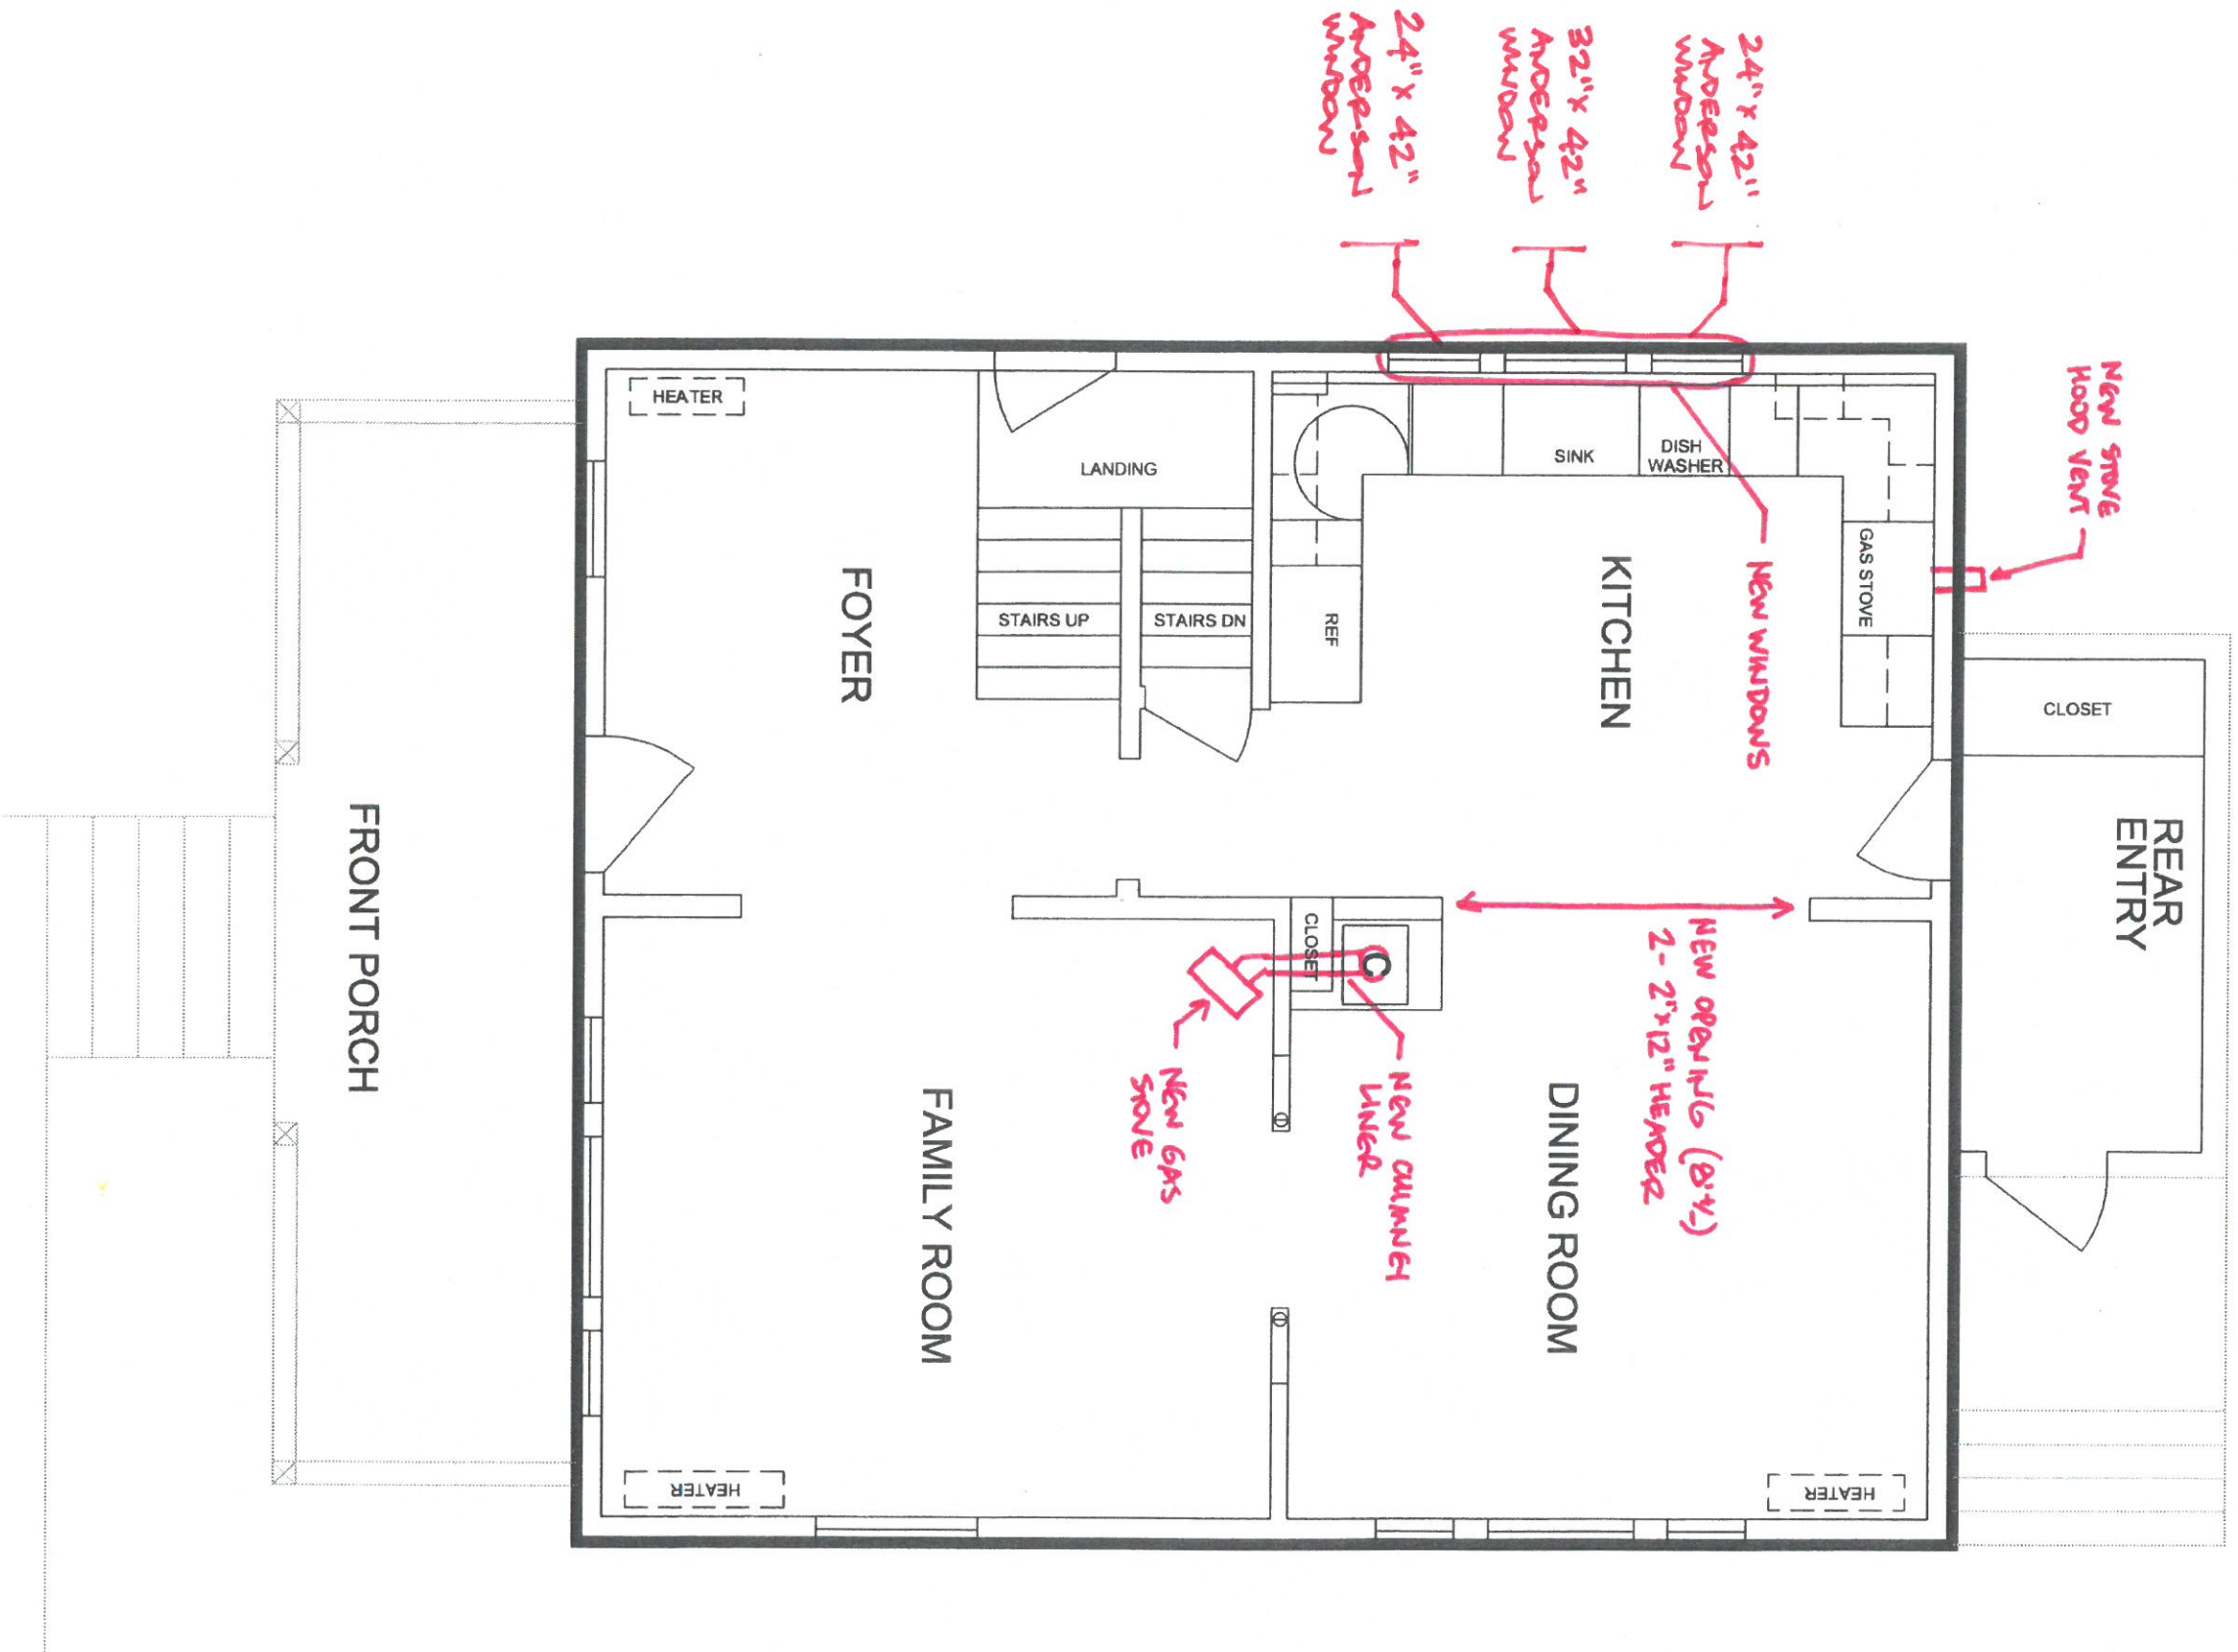 24" x 42"
ANDERSON
WINDOW
32" x 42"
ANDERSON
WINDOW
24" x 42"
ANDERSON
WINDOW
NEW STOVE
HOOD VENT
NEW WINDOWS
NEW OPENING (8'+/-)
2 - 2"x12" HEADER
NEW CHIMNEY
LINER
NEW GAS
STOVE
HEATER
LANDING
SINK
DISH
WASHER
GAS STOVE
STAIRS UP
STAIRS DN
REF
KITCHEN
FOYER
CLOSET
REAR
ENTRY
CLOSET
C
FRONT PORCH
FAMILY ROOM
DINING ROOM
HEATER
HEATER